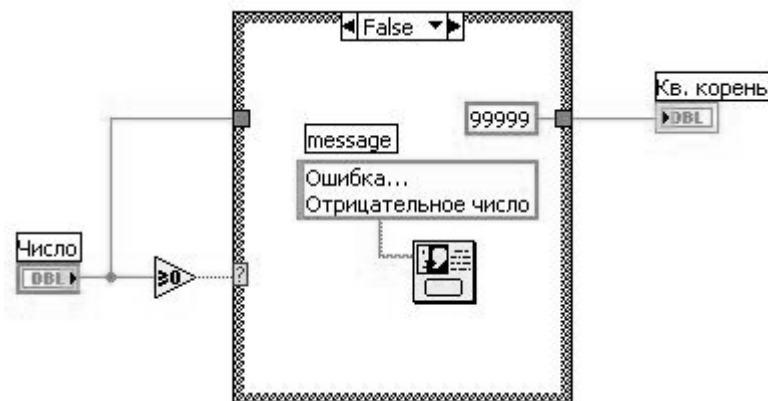 False
Кв. корень
99999
DBL
message
Ошибка...
Отрицательное число
Число
DBL
≥0
?